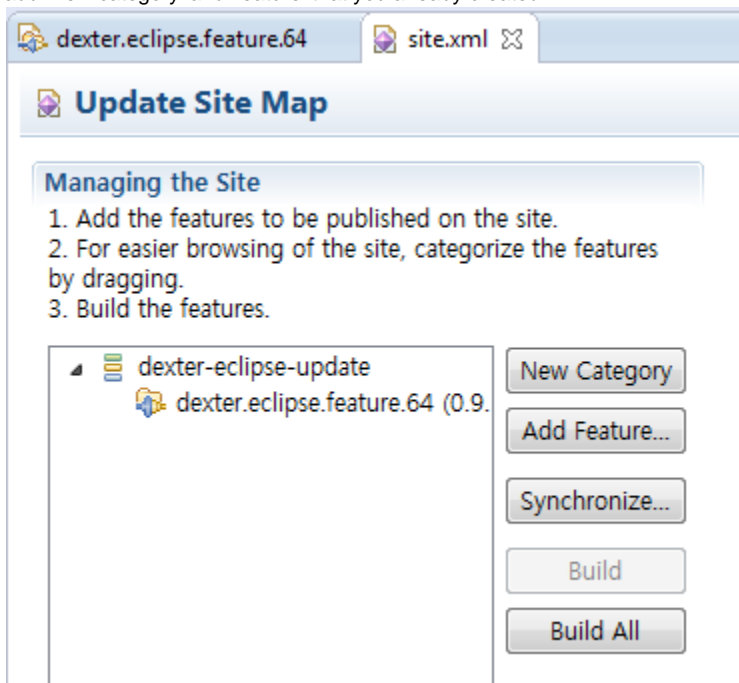 dexter.eclipse.feature.64 site.xml
Update Site Map
Managing the Site
1. Add the features to be published on the site.
2. For easier browsing of the site, categorize the features
by dragging.
3. Build the features.
dexter-eclipse-update
dexter.eclipse.feature.64 (0.9.
New Category
Add Feature...
Synchronize...
Build
Build All